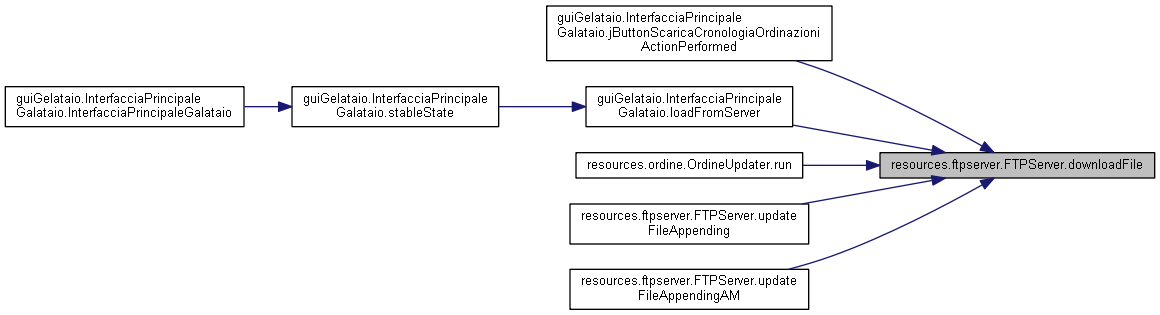 guiGelataio.InterfacciaPrincipale
Galataio.jButtonScaricaCronologiaOrdinazioni
ActionPerformed
guiGelataio.InterfacciaPrincipale
Galataio.InterfacciaPrincipaleGalataio
guiGelataio.InterfacciaPrincipale
Galataio.stableState
guiGelataio.InterfacciaPrincipale
Galataio.loadFromServer
resources.ordine.OrdineUpdater.run
resources.ftpserver.FTPServer.downloadFile
resources.ftpserver.FTPServer.update
FileAppending
resources.ftpserver.FTPServer.update
FileAppendingAM